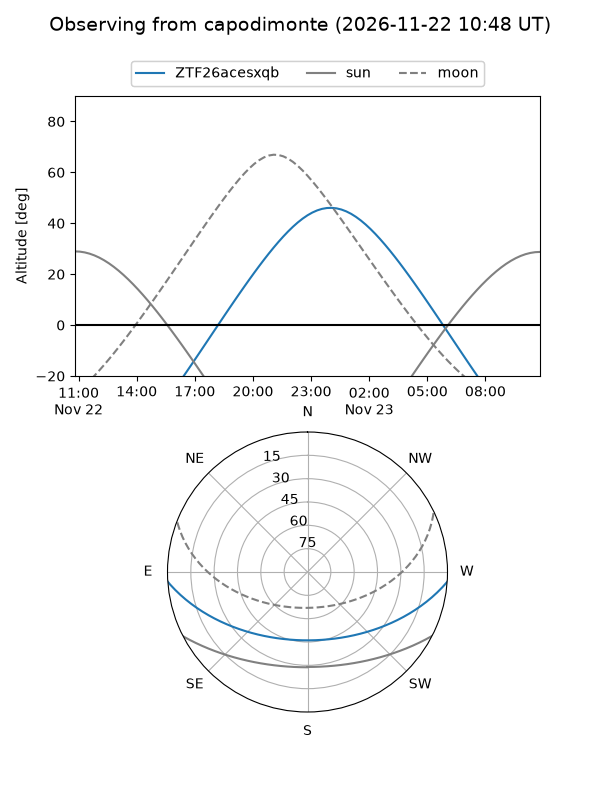 Observing from capodimonte (2026-11-22 10:48 UT)
ZTF26acesxqb sun moon
Altitude [deg]
80
60
40
20
0
−20
11:00 14:00 17:00 20:00 23:00 02:00 05:00 08:00
Nov 22 Nov 23
N
NE NW
15
30
45
60
75
E W
SE SW
S